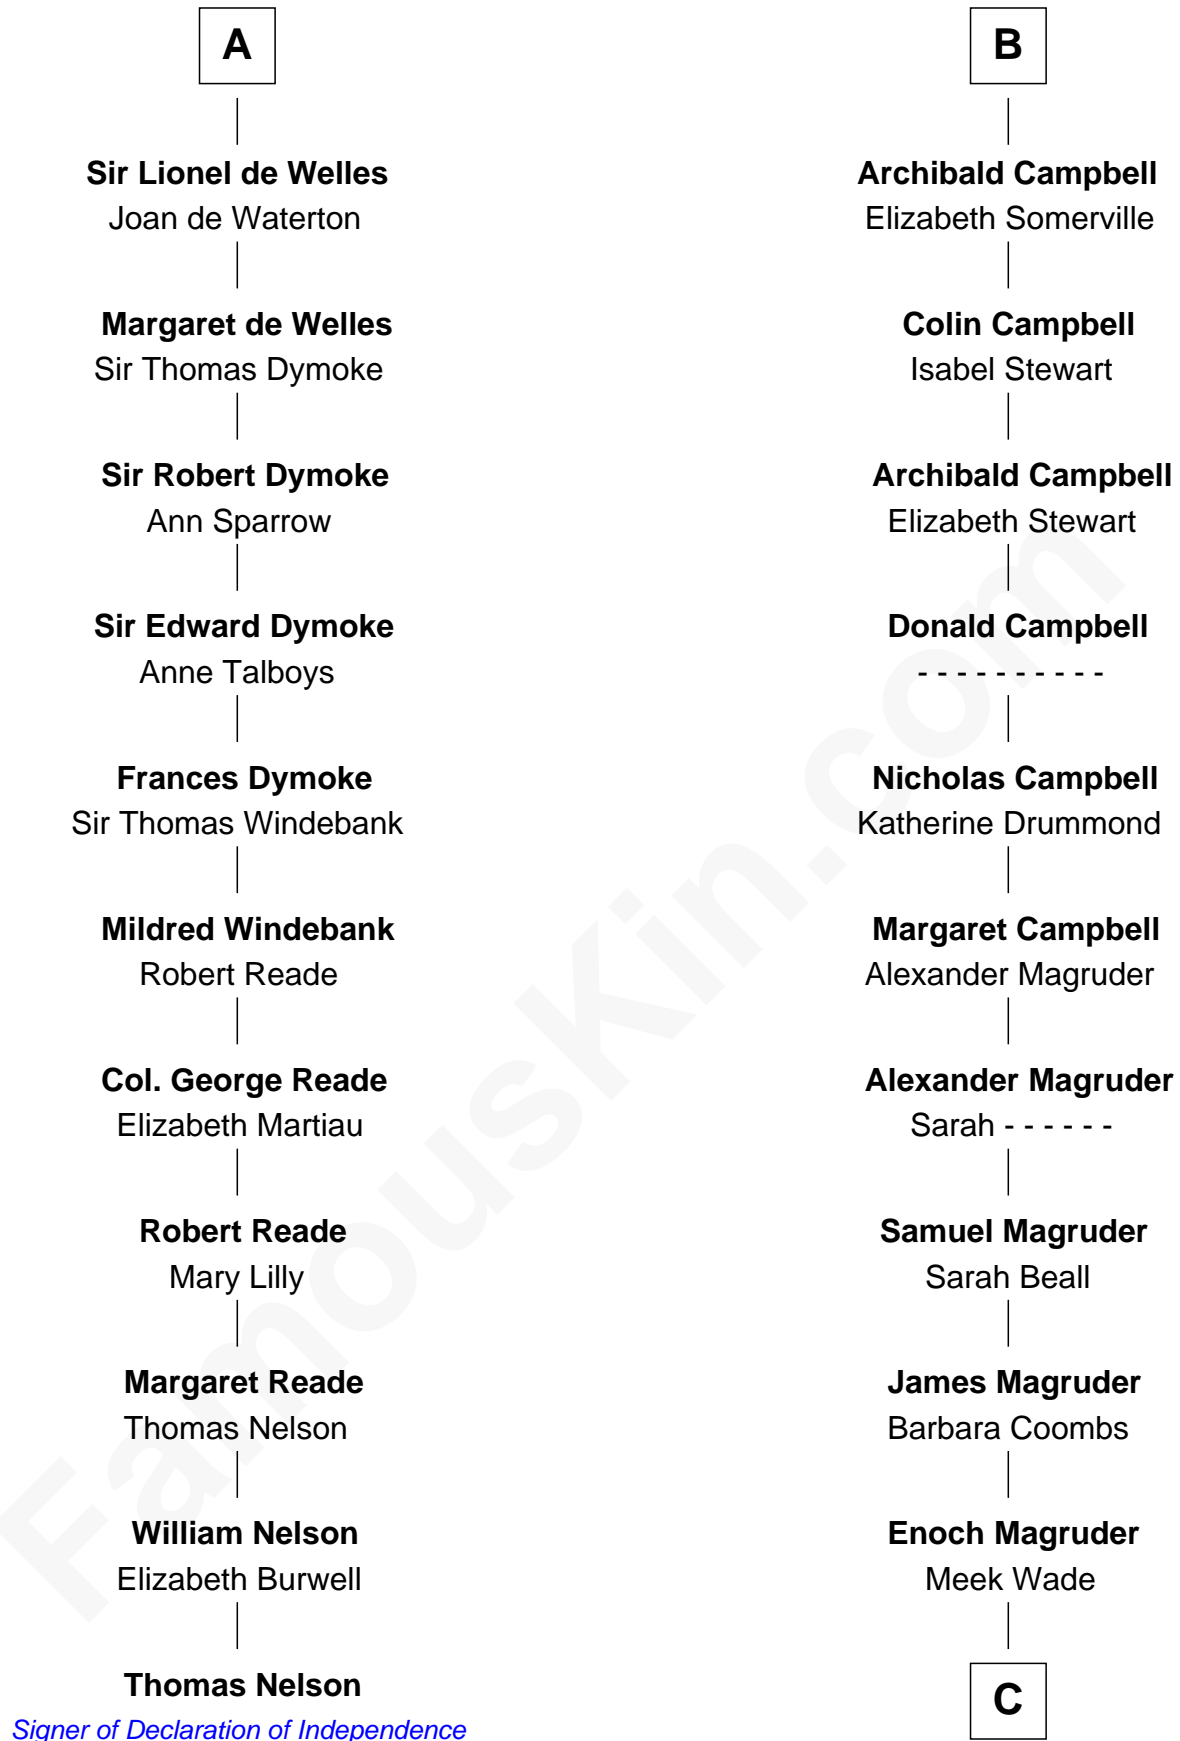 A
Sir Lionel de Welles
Joan de Waterton
Margaret de Welles
Sir Thomas Dymoke
Sir Robert Dymoke
Ann Sparrow
Sir Edward Dymoke
Anne Talboys
Frances Dymoke
Sir Thomas Windebank
Mildred Windebank
Robert Reade
Col. George Reade
Elizabeth Martiau
Robert Reade
Mary Lilly
Margaret Reade
Thomas Nelson
William Nelson
Elizabeth Burwell
Thomas Nelson
Signer of Declaration of Independence
B
Archibald Campbell
Elizabeth Somerville
Colin Campbell
Isabel Stewart
Archibald Campbell
Elizabeth Stewart
Donald Campbell
- - - - - - - - - -
Nicholas Campbell
Katherine Drummond
Margaret Campbell
Alexander Magruder
Alexander Magruder
Sarah - - - - - -
Samuel Magruder
Sarah Beall
James Magruder
Barbara Coombs
Enoch Magruder
Meek Wade
C
FamousKin.com